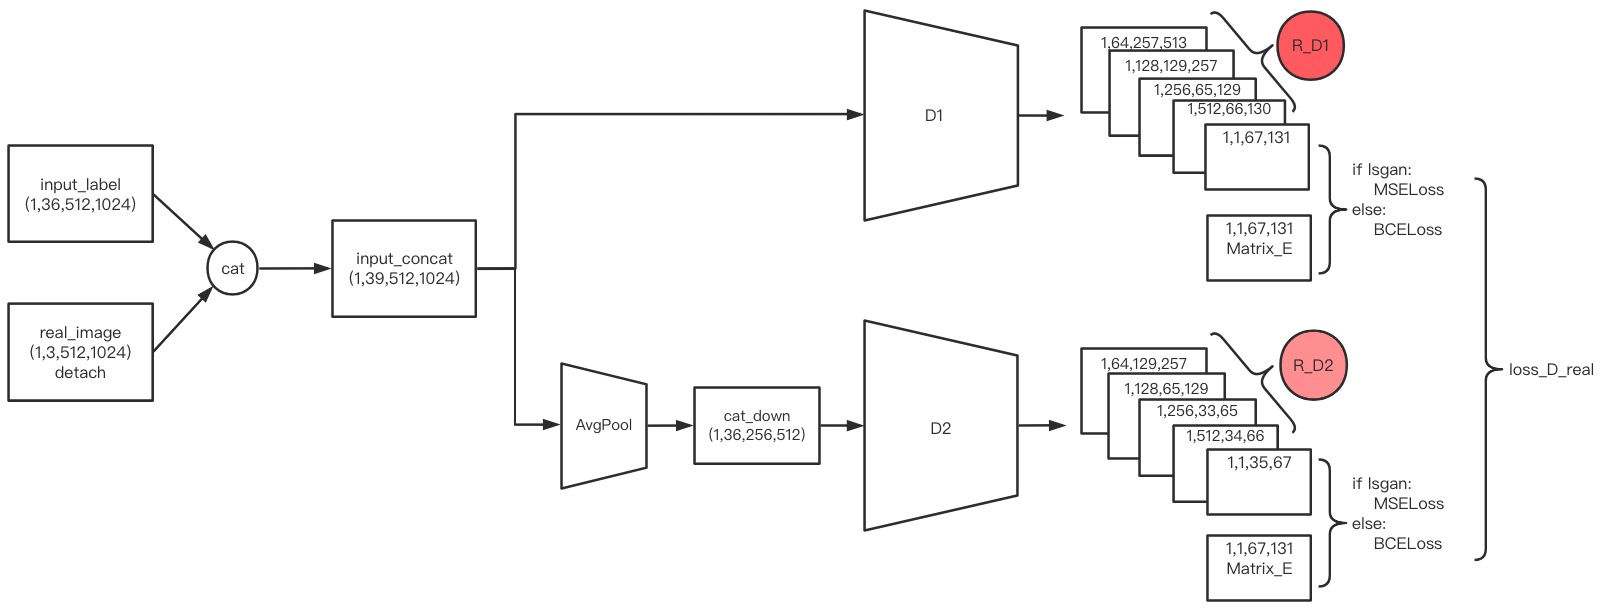 input_label
(1,36,512,1024)
real_image
(1,3,512,1024)
detach
cat
input_concat
(1,39,512,1024)
D1
1,64,257,513
1,128,129,257
1,256,65,129
1,512,66,130
1,1,67,131
R_D1
1,1,67,131
Matrix_E
if lsgan:
MSELoss
else:
BCELoss
AvgPool
cat_down
(1,36,256,512)
D2
1,64,129,257
1,128,65,129
1,256,33,65
1,512,34,66
1,1,35,67
R_D2
1,1,67,131
Matrix_E
if lsgan:
MSELoss
else:
BCELoss
loss_D_real